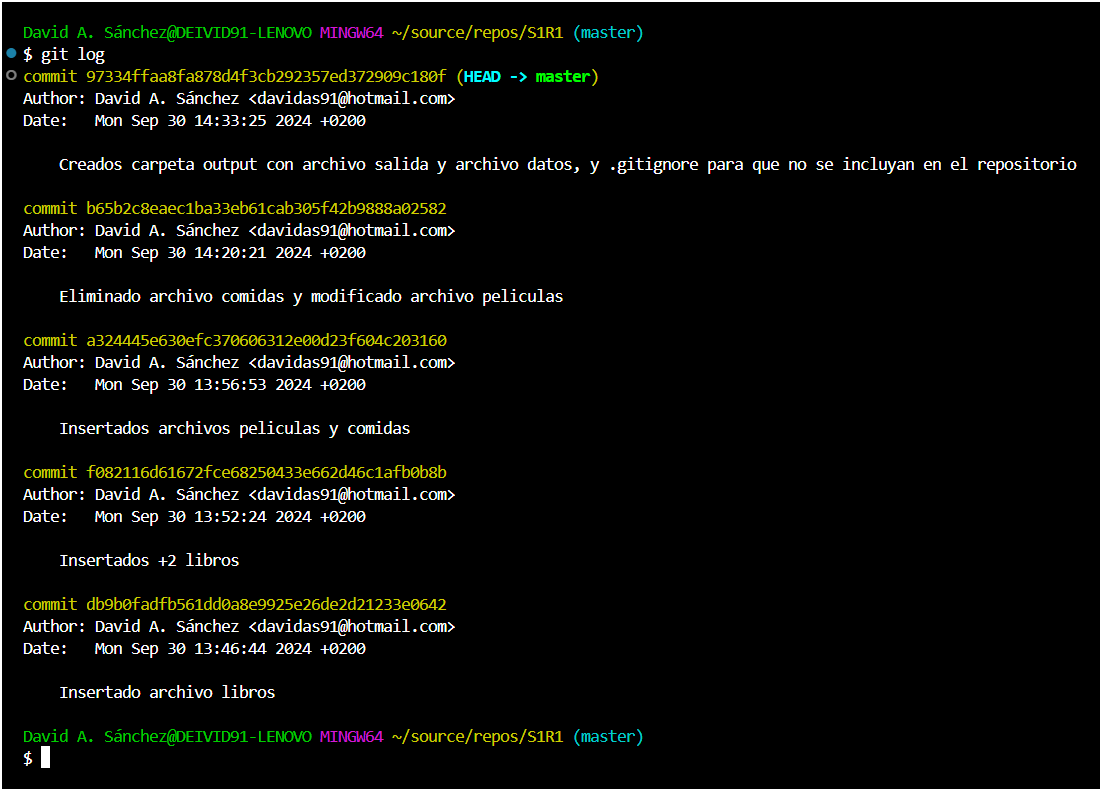 David A. Sánchez@DEIVID91-LENOVO MINGW64 ~/source/repos/S1R1 (master)
$ git log
commit 97334ffaa8fa878d4f3cb292357ed372909c180f (HEAD -> master)
Author: David A. Sánchez <davidas91@hotmail.com>
Date:   Mon Sep 30 14:33:25 2024 +0200
Creados carpeta output con archivo salida y archivo datos, y .gitignore para que no se incluyan en el repositorio
commit b65b2c8eaec1ba33eb61cab305f42b9888a02582
Author: David A. Sánchez <davidas91@hotmail.com>
Date:   Mon Sep 30 14:20:21 2024 +0200
Eliminado archivo comidas y modificado archivo peliculas
commit a324445e630efc370606312e00d23f604c203160
Author: David A. Sánchez <davidas91@hotmail.com>
Date:   Mon Sep 30 13:56:53 2024 +0200
Insertados archivos peliculas y comidas
commit f082116d61672fce68250433e662d46c1afb0b8b
Author: David A. Sánchez <davidas91@hotmail.com>
Date:   Mon Sep 30 13:52:24 2024 +0200
Insertados +2 libros
commit db9b0fadfb561dd0a8e9925e26de2d21233e0642
Author: David A. Sánchez <davidas91@hotmail.com>
Date:   Mon Sep 30 13:46:44 2024 +0200
Insertado archivo libros
David A. Sánchez@DEIVID91-LENOVO MINGW64 ~/source/repos/S1R1 (master)
$